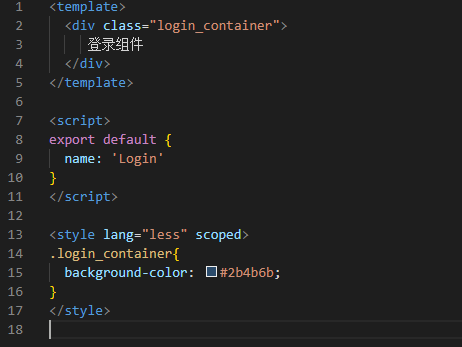 1 <template>
2   <div class="login_container">
3     登录组件
4   </div>
5 </template>
6
7 <script>
8 export default {
9   name: 'Login'
10 }
11 </script>
12
13 <style lang="less" scoped>
14 .login_container{
15   background-color: #2b4b6b;
16 }
17 </style>
18